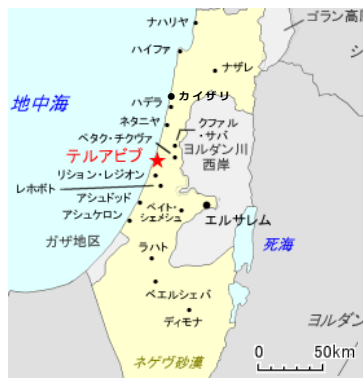 ナハリヤ
ゴラン高
ハイファ
シ
ナザレ
地中海
カイザリ
ハデラ
ネタニヤ
クファル
・サバ
ペタク・チクヴァ
ヨルダン川
西岸
テルアビブ
リション・レジオン
レホボト
アシュドッド
ベイト・
シェメシュ
アシュケロン
エルサレム
ガザ地区
死海
ラハト
ベエルシェバ
ヨルダン
ディモナ
0 50km
ネゲヴ砂漠